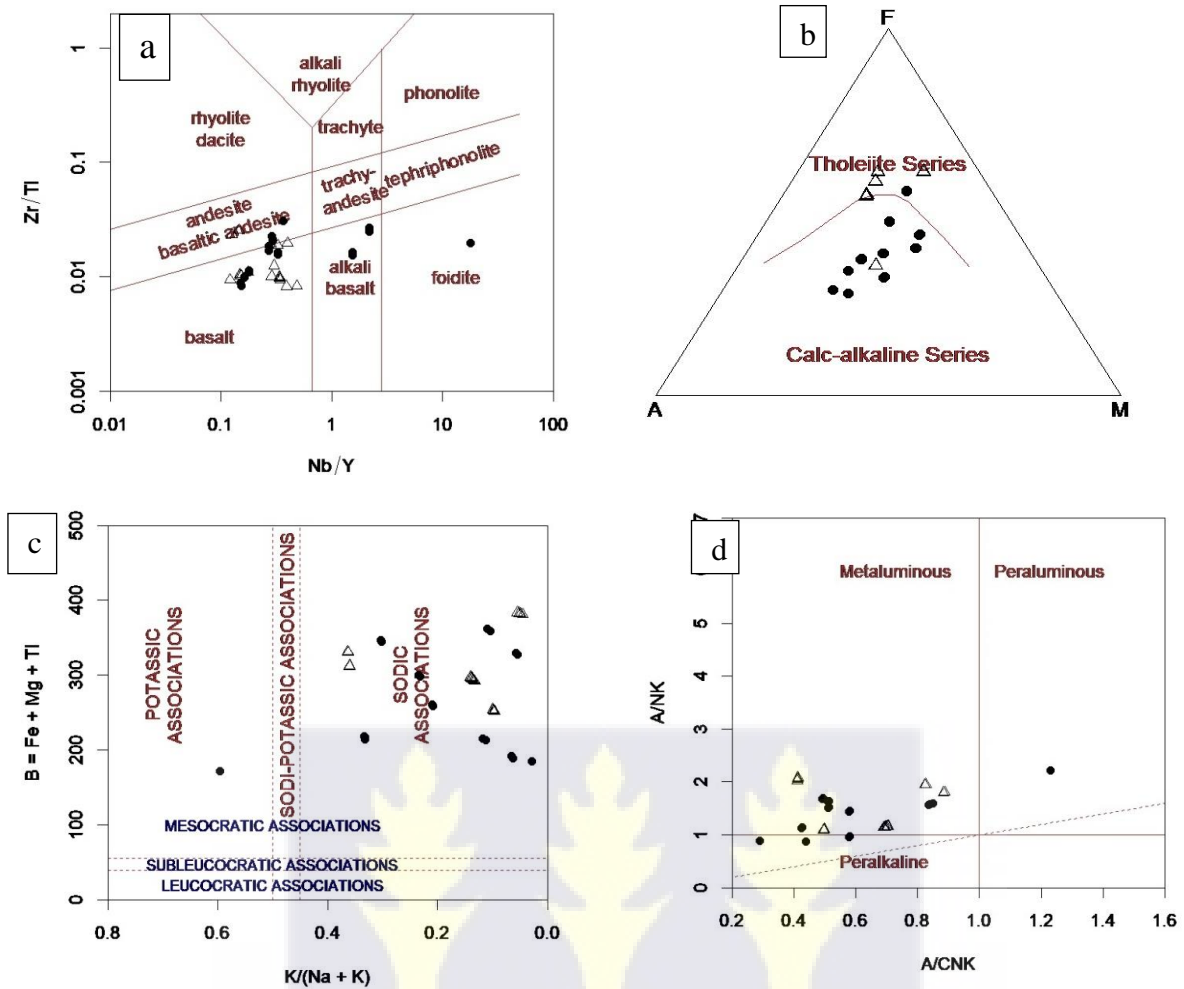 a
1
0.1
0.01
0.001
Zr/TI
alkali
rhyolite
phonolite
rhyolite
dacite
trachyte
trachy-
andesite
tephriphonolite
andesite
basaltic andesite
alkali
basalt
foidite
basalt
0.01 0.1 1 10 100
Nb/Y
b
F
Tholeiite Series
Calc-alkaline Series
A
M
c
500
400
300
200
100
0
B = Fe + Mg + TI
POTASSIC
ASSOCIATIONS
SODI-POTASSIC ASSOCIATIONS
SODIC
ASSOCIATIONS
MESOCRATIC ASSOCIATIONS
SUBLEUCOCRATIC ASSOCIATIONS
LEUCOCRATIC ASSOCIATIONS
0.8 0.6 0.4 0.2 0.0
K/(Na + K)
d
7
5
4
3
2
1
0
A/NK
Metaluminous
Peraluminous
Peralkaline
0.2 0.4 0.6 0.8 1.0 1.2 1.4 1.6
A/CNK